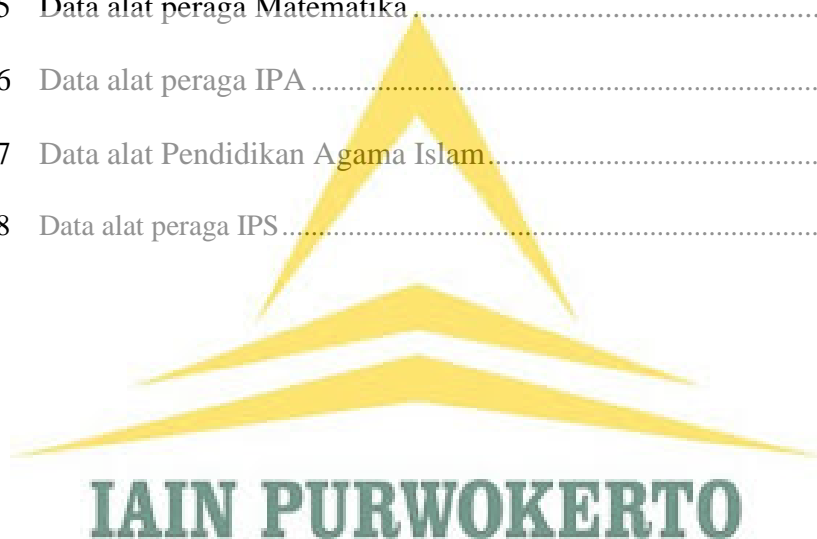 5 Data alat peraga Matematika..............................................................
6 Data alat peraga IPA..............................................................................
7 Data alat Pendidikan Agama Islam....................................................
8 Data alat peraga IPS..................................................................................
IAIN PURWOKERTO